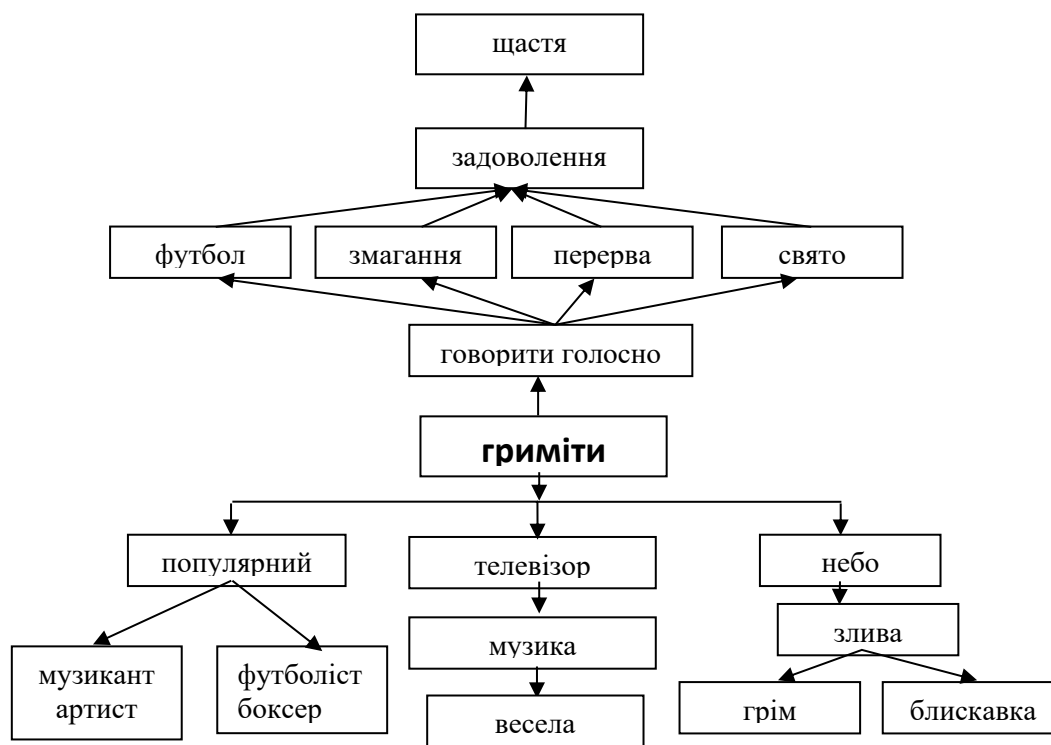 щастя
задоволення
футбол
змагання
перерва
свято
говорити голосно
гриміти
популярний
телевізор
небо
музикант
артист
футболіст
боксер
музика
злива
весела
грім
блискавка